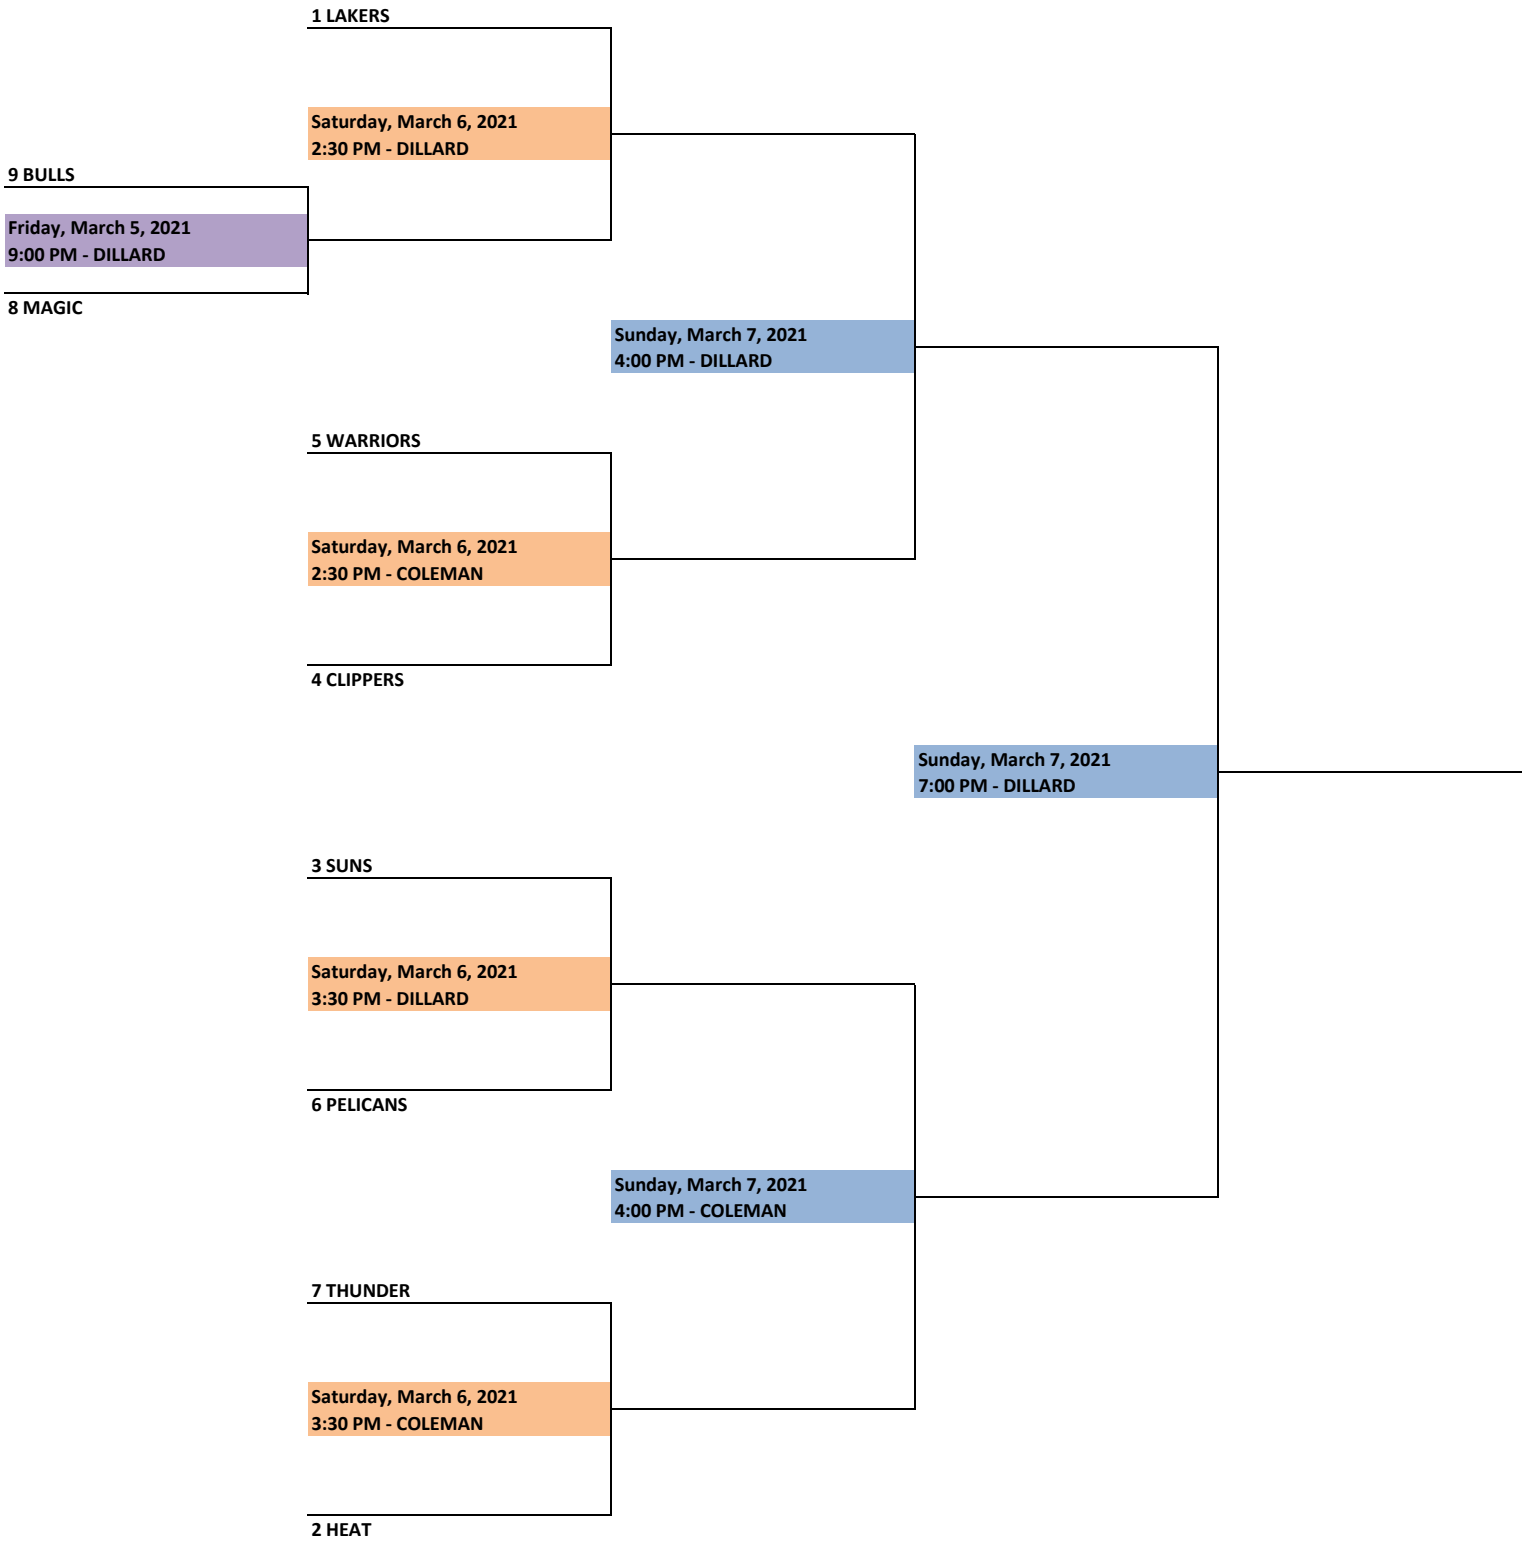 1 LAKERS
Saturday, March 6, 2021
2:30 PM - DILLARD
9 BULLS
Friday, March 5, 2021
9:00 PM - DILLARD
8 MAGIC
Sunday, March 7, 2021
4:00 PM - DILLARD
5 WARRIORS
Saturday, March 6, 2021
2:30 PM - COLEMAN
4 CLIPPERS
Sunday, March 7, 2021
7:00 PM - DILLARD
3 SUNS
Saturday, March 6, 2021
3:30 PM - DILLARD
6 PELICANS
Sunday, March 7, 2021
4:00 PM - COLEMAN
7 THUNDER
Saturday, March 6, 2021
3:30 PM - COLEMAN
2 HEAT